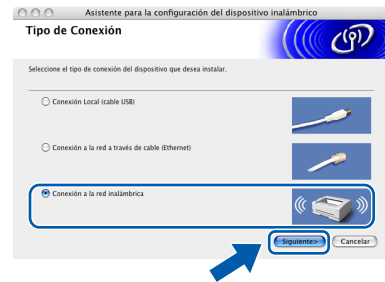 Asistente para la configuración del dispositivo inalámbrico
Tipo de Conexión
Seleccione el tipo de conexión del dispositivo que desea instalar.
Conexión Local (cable USB)
Conexión a la red a través de cable (Ethernet)
Conexión a la red inalámbrica
Siguiente> Cancelar